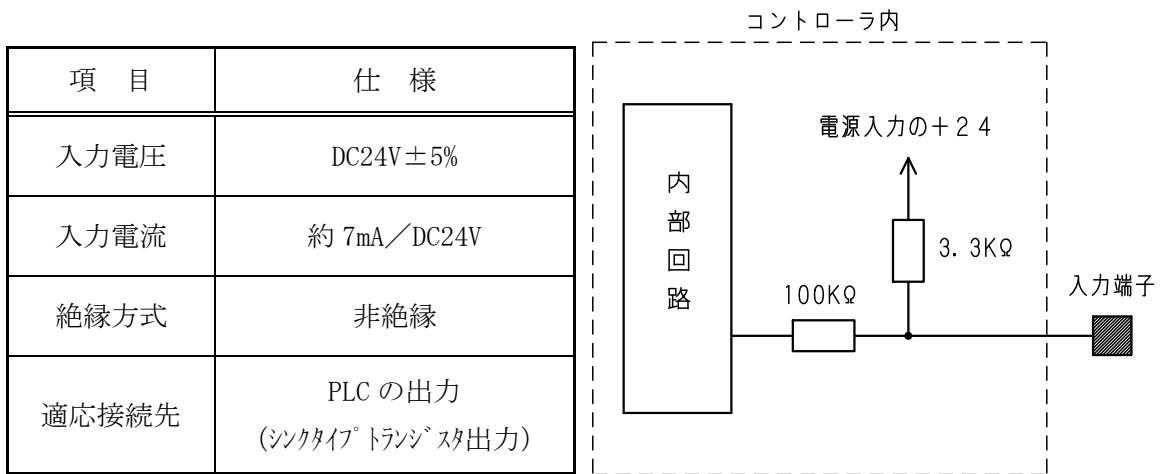 項　目
仕　様
入力電圧
DC24V±5%
入力電流
約 7mA／DC24V
絶縁方式
非絶縁
適応接続先
PLC の出力
(ｼﾝｸﾀｲﾌﾟ ﾄﾗﾝｼﾞｽﾀ出力)
コントローラ内
電源入力の＋２４
内部回路
3. 3KΩ
100KΩ
入力端子